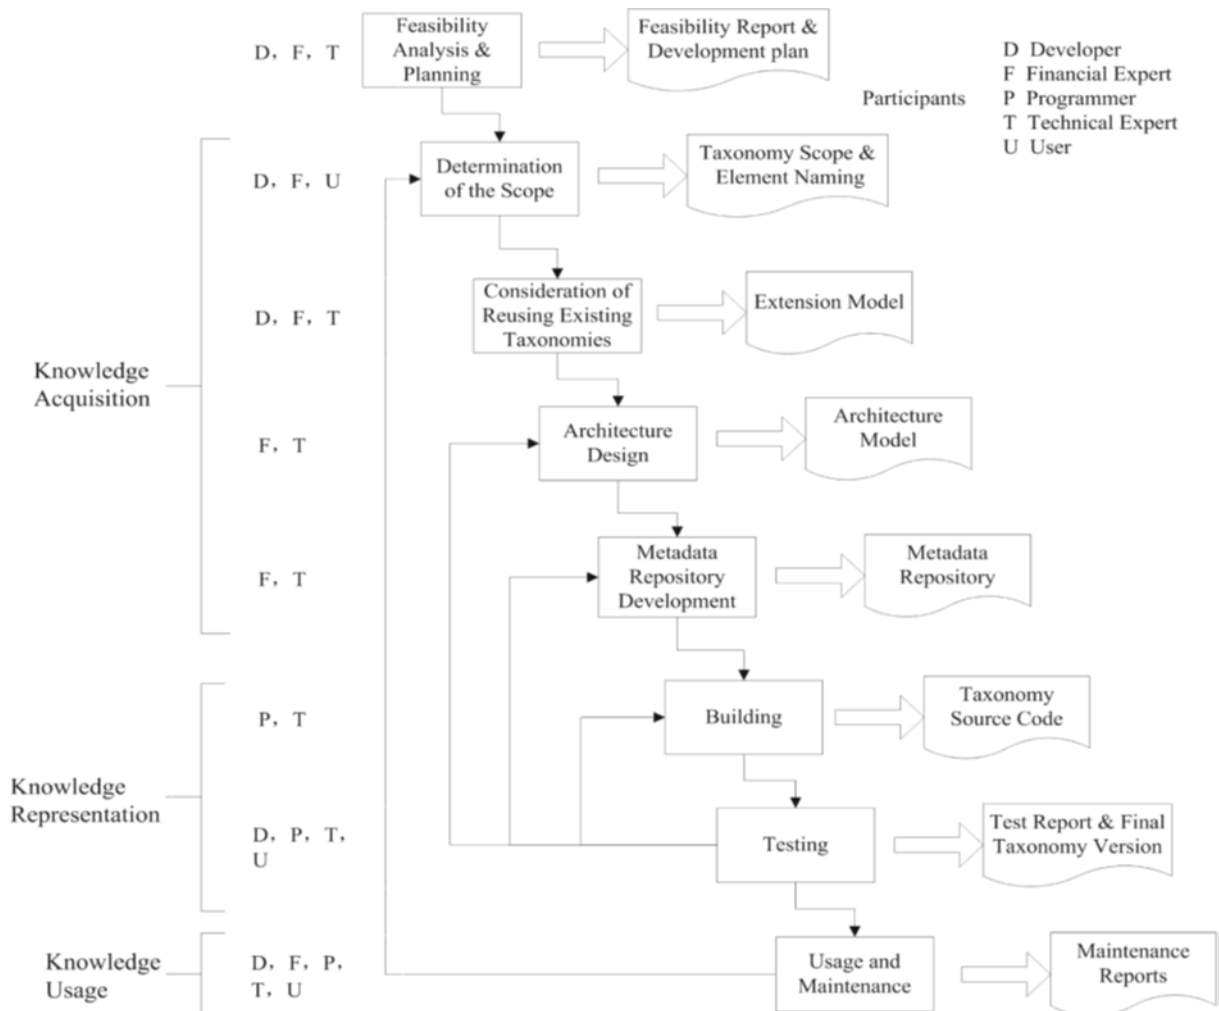 Feasibility
Analysis &
Planning
D, F, T
Feasibility Report &
Development plan
Participants
D Developer
F Financial Expert
P Programmer
T Technical Expert
U User
D, F, U
Determination
of the Scope
Taxonomy Scope &
Element Naming
D, F, T
Consideration of
Reusing Existing
Taxonomies
Extension Model
Knowledge
Acquisition
F, T
Architecture
Design
Architecture
Model
F, T
Metadata
Repository
Development
Metadata
Repository
P, T
Building
Taxonomy
Source Code
Knowledge
Representation
D, P, T,
U
Testing
Test Report & Final
Taxonomy Version
Knowledge
Usage
D, F, P,
T, U
Usage and
Maintenance
Maintenance
Reports